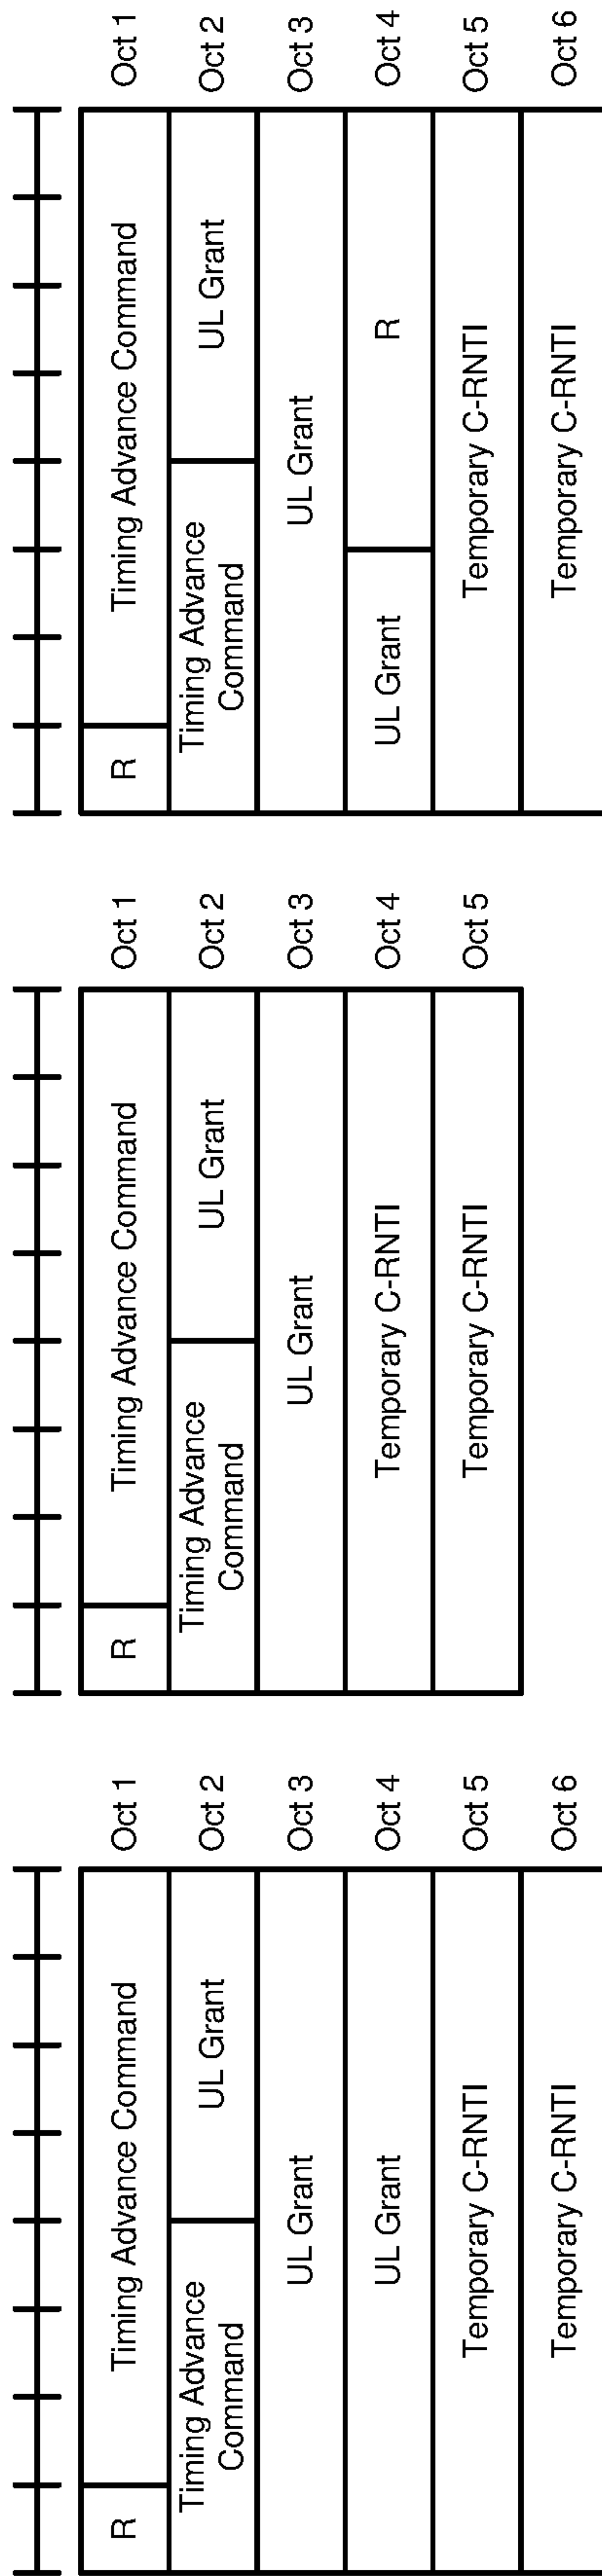 R
Timing Advance Command
Oct 1
Timing Advance
Command
UL Grant
Oct 2
UL Grant
Oct 3
UL Grant
Oct 4
Temporary C-RNTI
Oct 5
Temporary C-RNTI
Oct 6
R
Timing Advance Command
Oct 1
Timing Advance
Command
UL Grant
Oct 2
UL Grant
Oct 3
Temporary C-RNTI
Oct 4
Temporary C-RNTI
Oct 5
R
Timing Advance Command
Oct 1
Timing Advance
Command
UL Grant
Oct 2
UL Grant
Oct 3
UL Grant
R
Oct 4
Temporary C-RNTI
Oct 5
Temporary C-RNTI
Oct 6